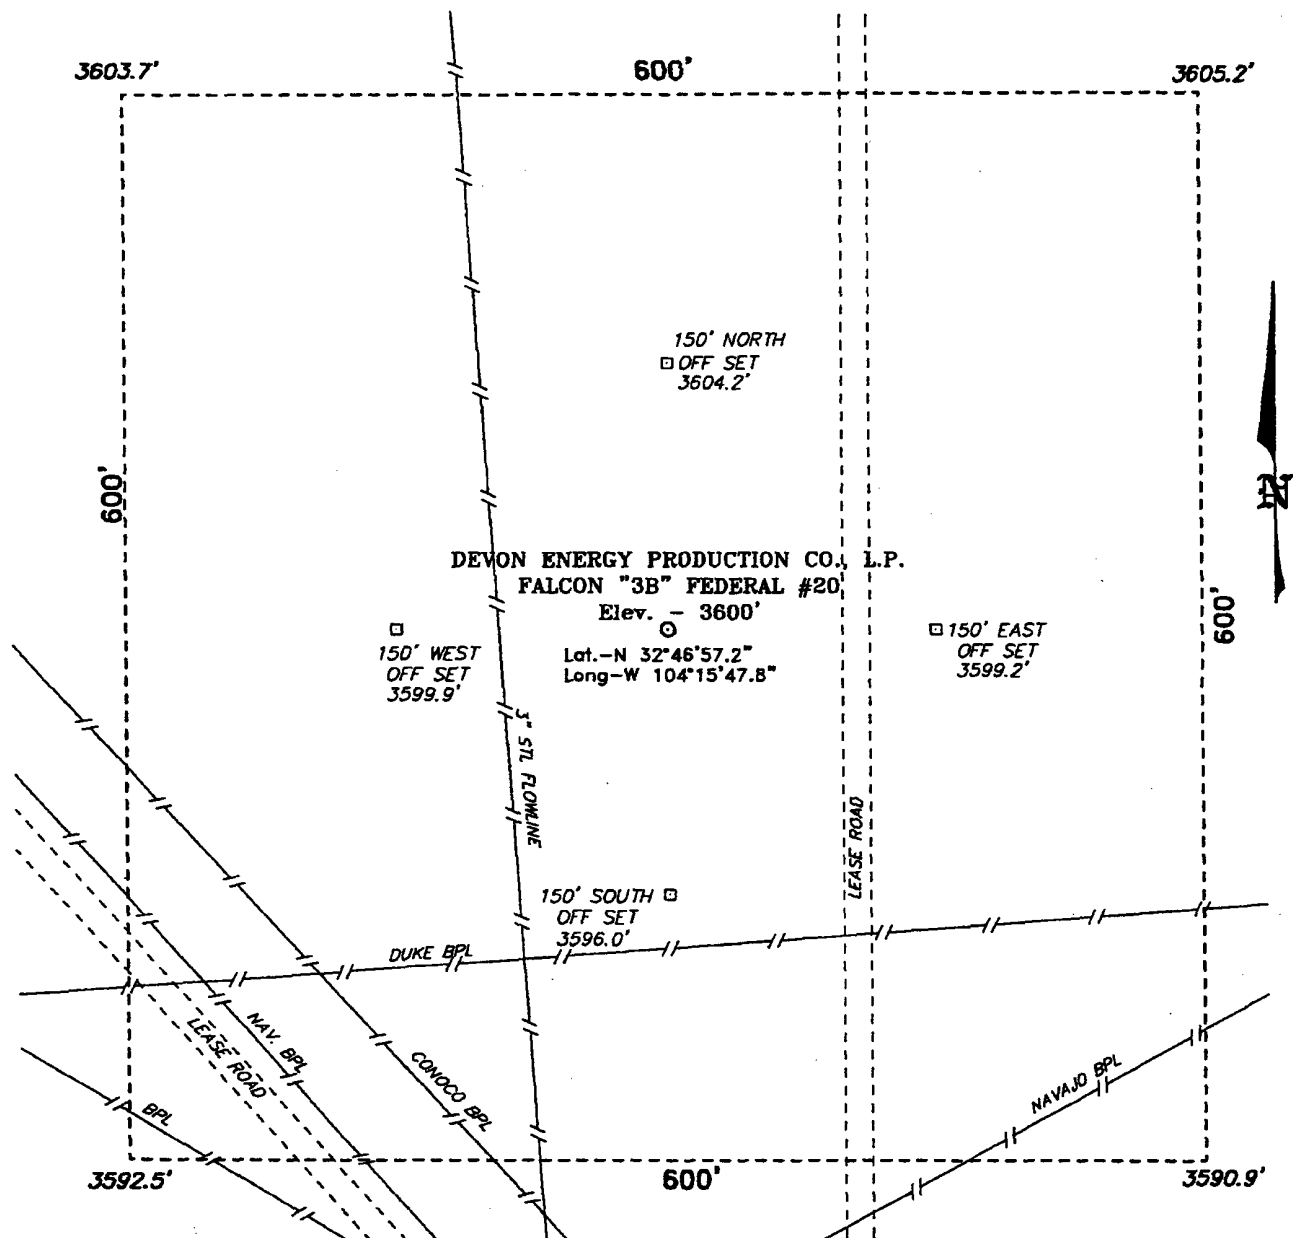 3603.7'
600'
3605.2'
150' NORTH
OFF SET
3604.2'
600'
N
DEVON ENERGY PRODUCTION CO., L.P.
FALCON "3B" FEDERAL #20
Elev. - 3600'
Lat.-N 32°46'57.2"
Long-W 104°15'47.8"
150' WEST
OFF SET
3599.9'
150' EAST
OFF SET
3599.2'
600'
3" STL FLOWLINE
LEASE ROAD
150' SOUTH
OFF SET
3596.0'
DUKE BPL
NAV. BPL
LEASE ROAD
CONOCO BPL
BPL
NAVAJO BPL
3592.5'
600'
3590.9'